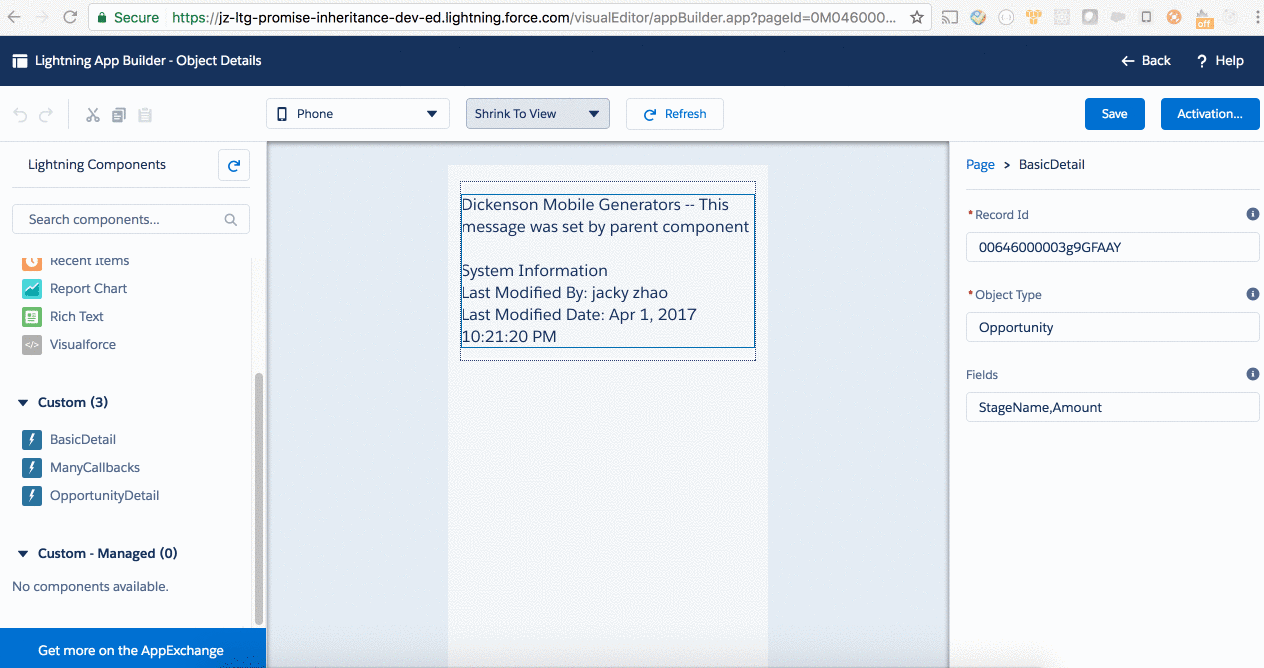 Secure https://jz-ltg-promise-inheritance-dev-ed.lightning.force.com/visualEditor/appBuilder.app?pageId=0M046000...
off
Lightning App Builder - Object Details
Back
? Help
Phone
Shrink To View
Refresh
Save
Activation...
Lightning Components
Search components...
Recent Items
Report Chart
Rich Text
Visualforce
Custom (3)
BasicDetail
ManyCallbacks
OpportunityDetail
Custom - Managed (0)
No components available.
Get more on the AppExchange
Dickenson Mobile Generators -- This
message was set by parent component
System Information
Last Modified By: jacky zhao
Last Modified Date: Apr 1, 2017
10:21:20 PM
Page > BasicDetail
*Record Id
00646000003g9GFAAY
*Object Type
Opportunity
Fields
StageName,Amount